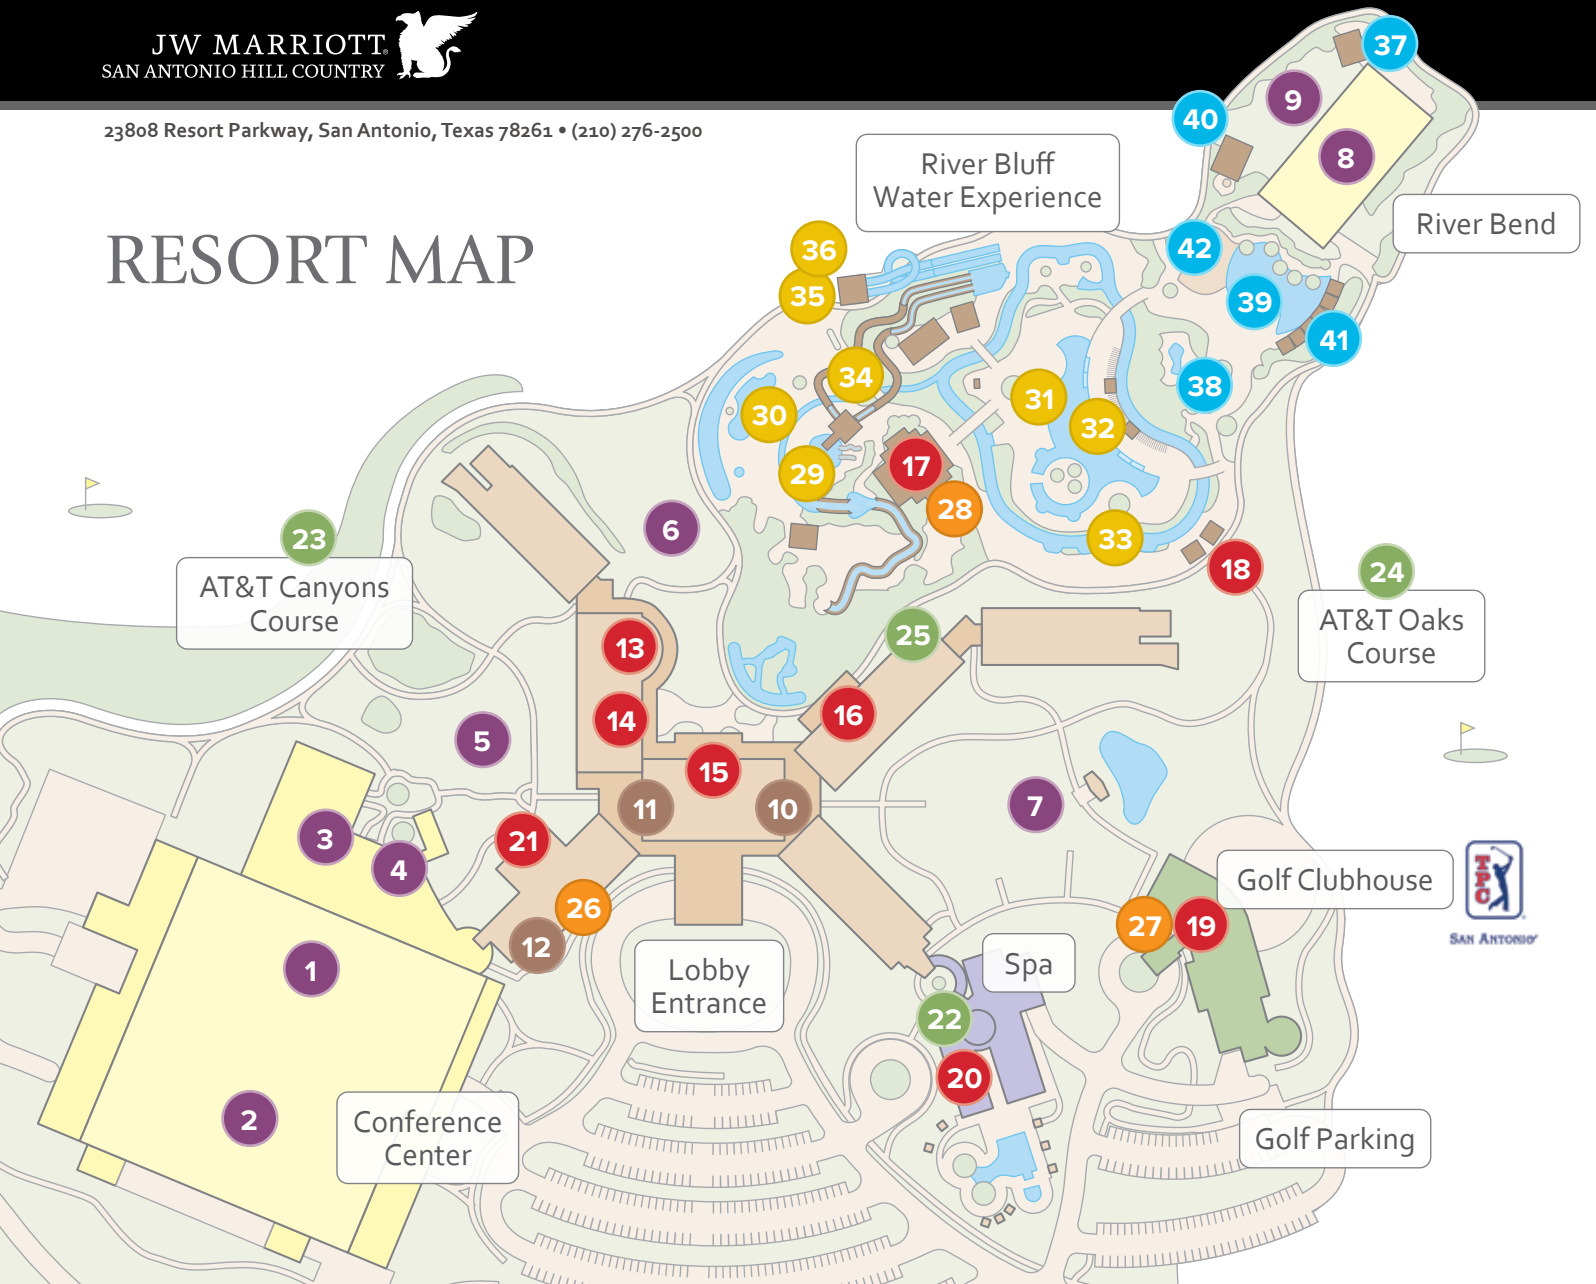 JW MARRIOTT®
SAN ANTONIO HILL COUNTRY
23808 Resort Parkway, San Antonio, Texas 78261 • (210) 276-2500
RESORT MAP
37
9
40
8
River Bluff
Water Experience
River Bend
36
42
35
39
41
34
38
31
30
32
17
29
28
6
33
23
18
24
AT&T Canyons
Course
AT&T Oaks
Course
25
13
16
14
5
15
11
10
7
3
21
4
Golf Clubhouse
TPC
SAN ANTONIO
26
27
19
12
1
Lobby
Entrance
Spa
22
20
2
Conference
Center
Golf Parking